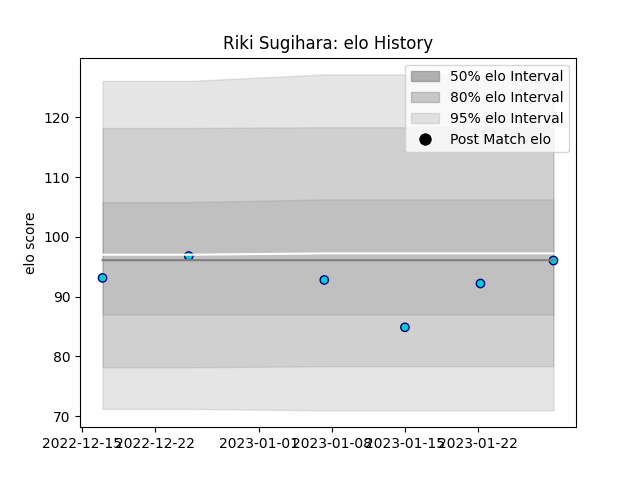 Riki Sugihara: elo History
50% elo Interval
80% elo Interval
95% elo Interval
Post Match elo
elo score
120
110
100
90
80
70
2022-12-15 2022-12-22 2023-01-01 2023-01-08 2023-01-15 2023-01-22